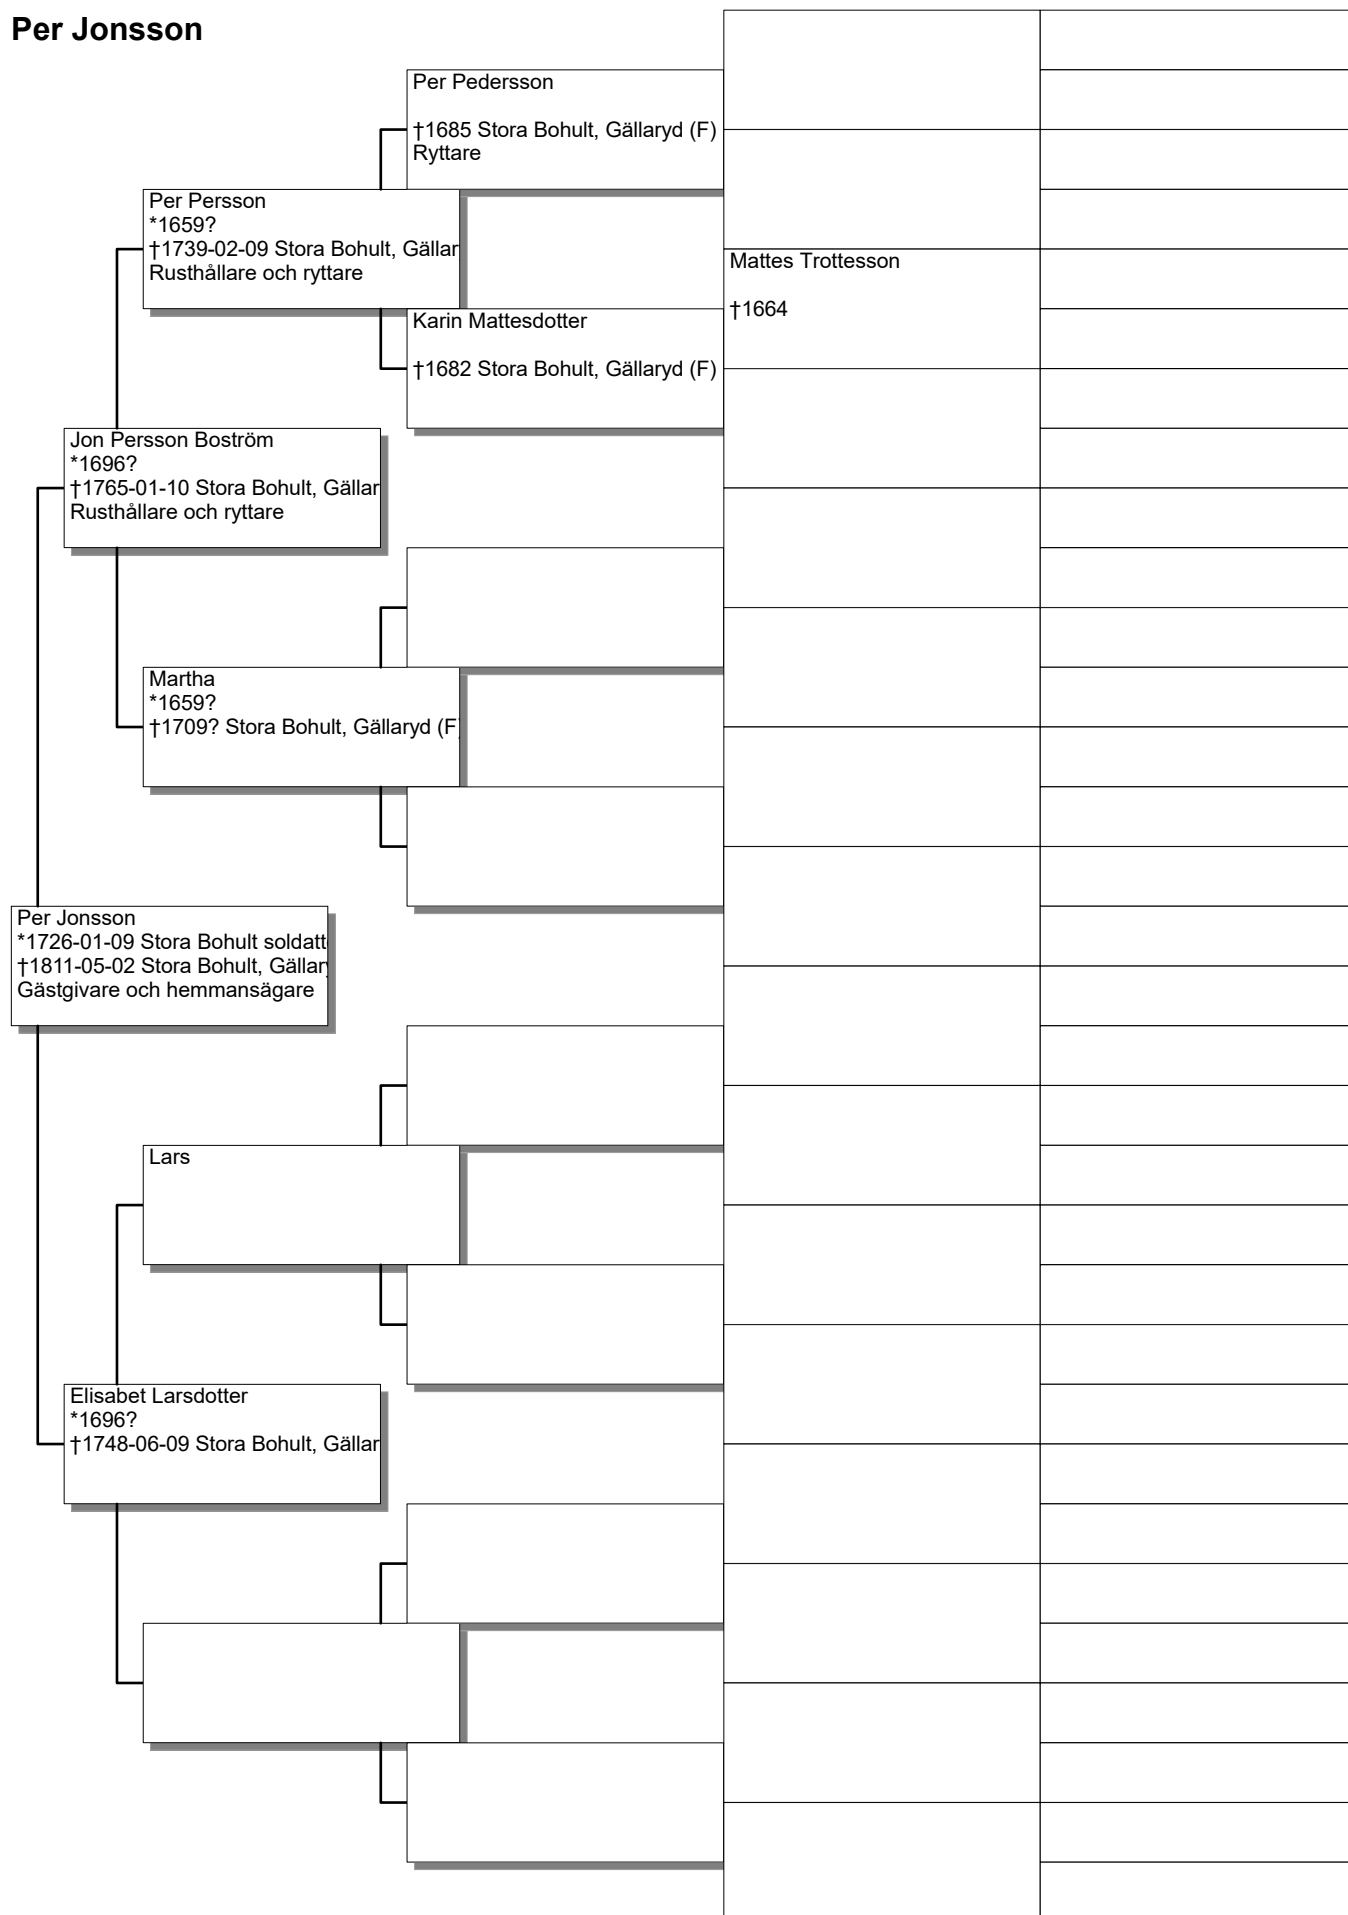 Per Jonsson
Per Pedersson
†1685 Stora Bohult, Gällaryd (F)
Ryttare
Per Persson
*1659?
†1739-02-09 Stora Bohult, Gällar
Rusthållare och ryttare
Mattes Trottesson
†1664
Karin Mattesdotter
†1682 Stora Bohult, Gällaryd (F)
Jon Persson Boström
*1696?
†1765-01-10 Stora Bohult, Gällar
Rusthållare och ryttare
Martha
*1659?
†1709? Stora Bohult, Gällaryd (F)
Per Jonsson
*1726-01-09 Stora Bohult soldatt
†1811-05-02 Stora Bohult, Gällary
Gästgivare och hemmansägare
Lars
Elisabet Larsdotter
*1696?
†1748-06-09 Stora Bohult, Gällar